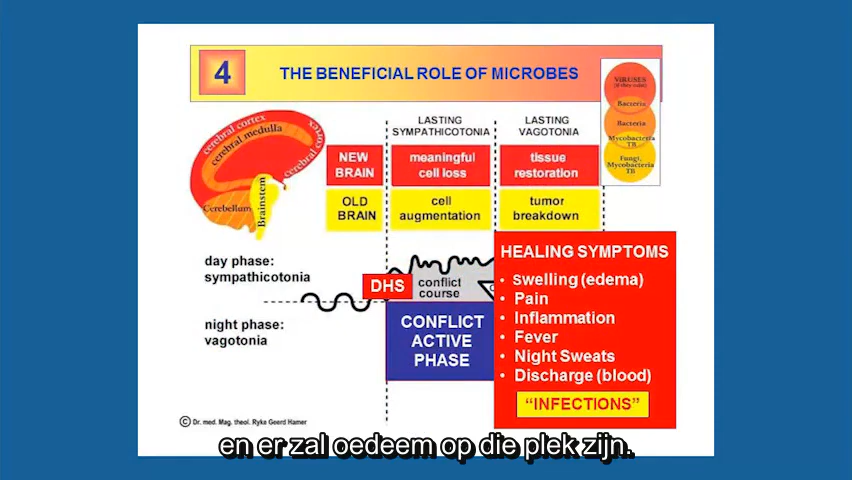 4
THE BENEFICIAL ROLE OF MICROBES
VIRUSES
(if they exist)
Bacteria
Bacteria
Mycobacteria
TB
Fungi,
Mycobacteria
TB
LASTING
SYMPATHICOTONIA
LASTING
VAGOTONIA
cerebral cortex
cerebral medulla
cerebral cortex
Cerebellum
Brainstem
NEW
BRAIN
meaningful
cell loss
tissue
restoration
OLD
BRAIN
cell
augmentation
tumor
breakdown
day phase:
sympathicotonia
DHS
conflict
course
night phase:
vagotonia
CONFLICT
ACTIVE
PHASE
HEALING SYMPTOMS
• Swelling (edema)
• Pain
• Inflammation
• Fever
• Night Sweats
• Discharge (blood)
“INFECTIONS”
© Dr. med. Mag. theol. Ryke Geerd Hamer
en er zal oedeem op die plek zijn.